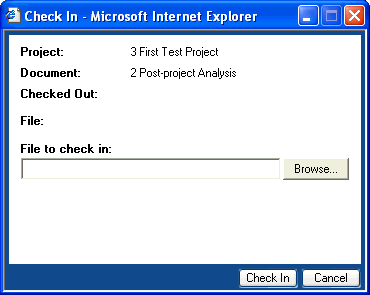 Check In - Microsoft Internet Explorer
Project: 3 First Test Project
Document: 2 Post-project Analysis
Checked Out:
File:
File to check in:
Browse...
Check In Cancel